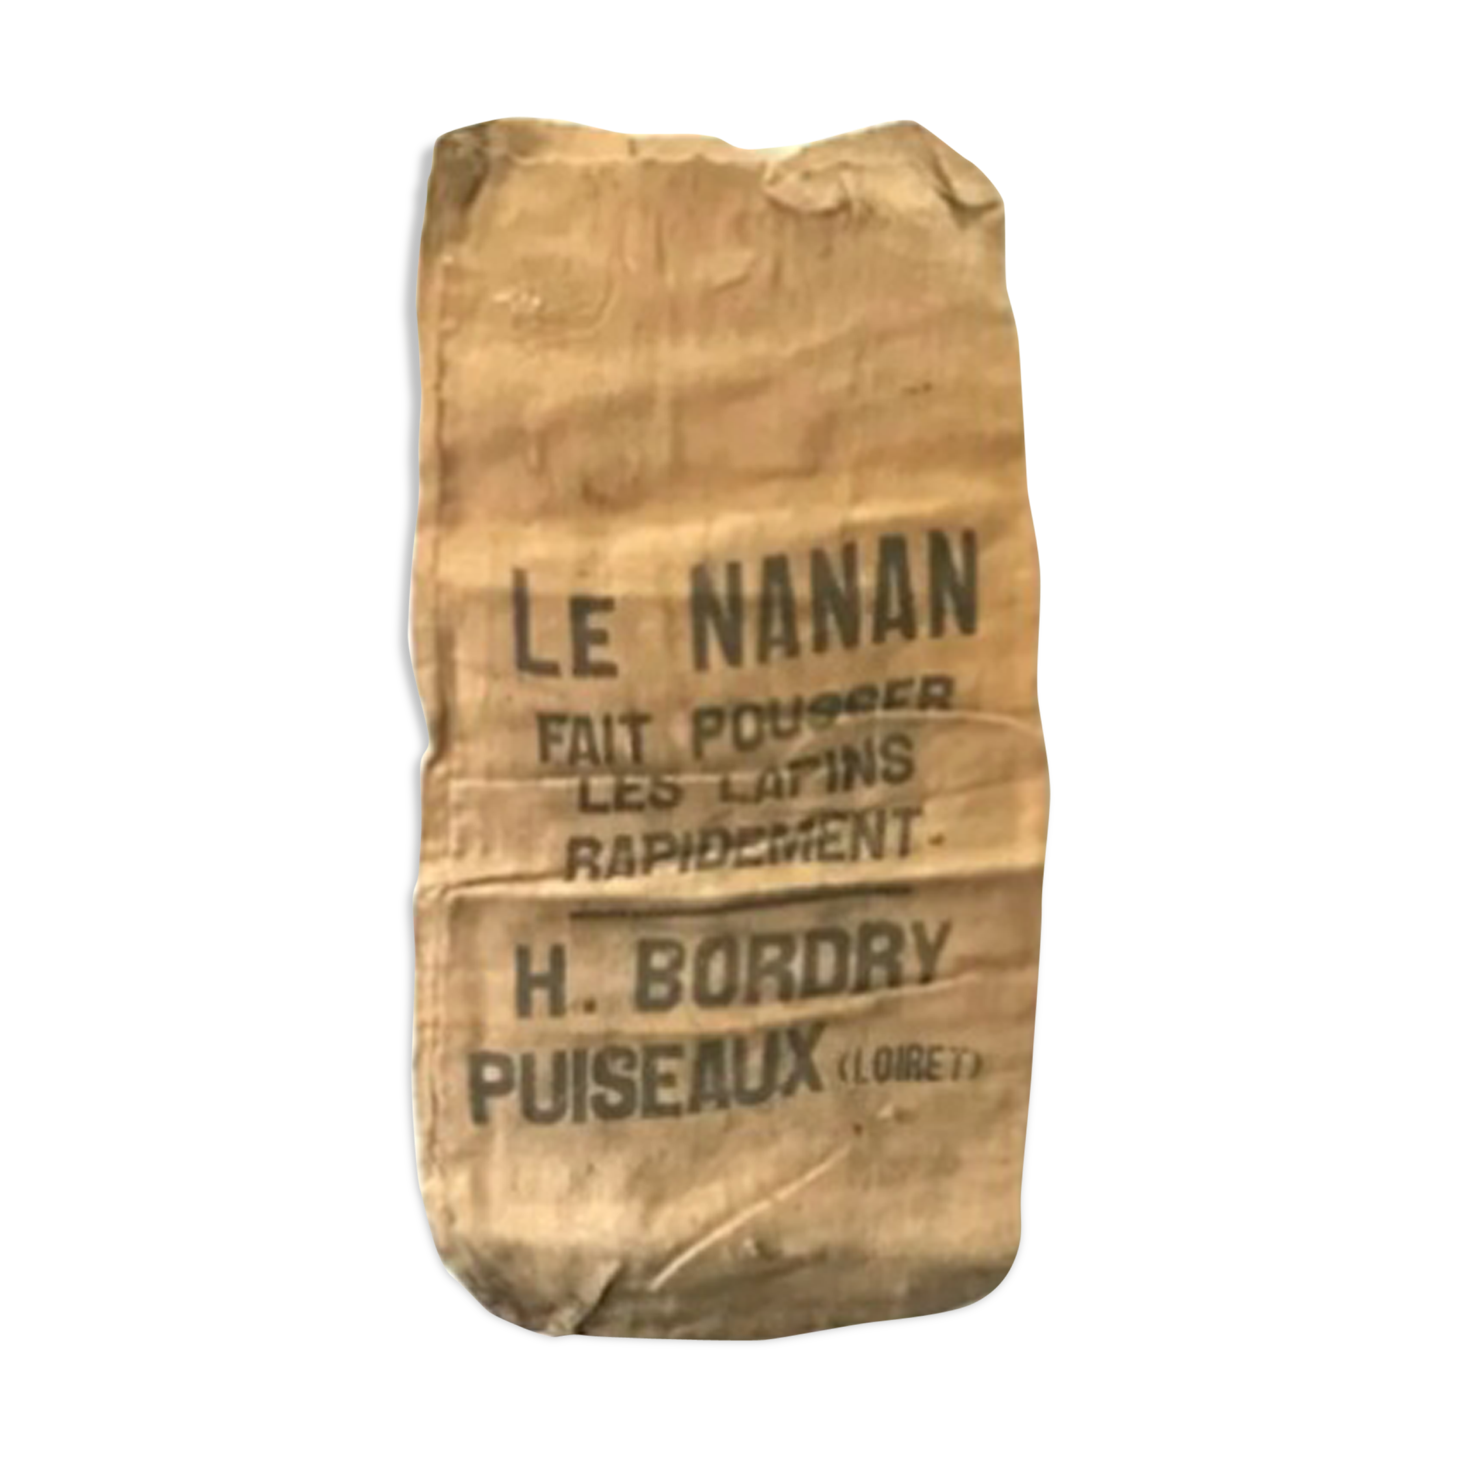 LE NANAN
FAIT POUSSER
LES LAPINS
RAPIDEMENT.
H. BORDRY
PUISEAUX (LOIRET)